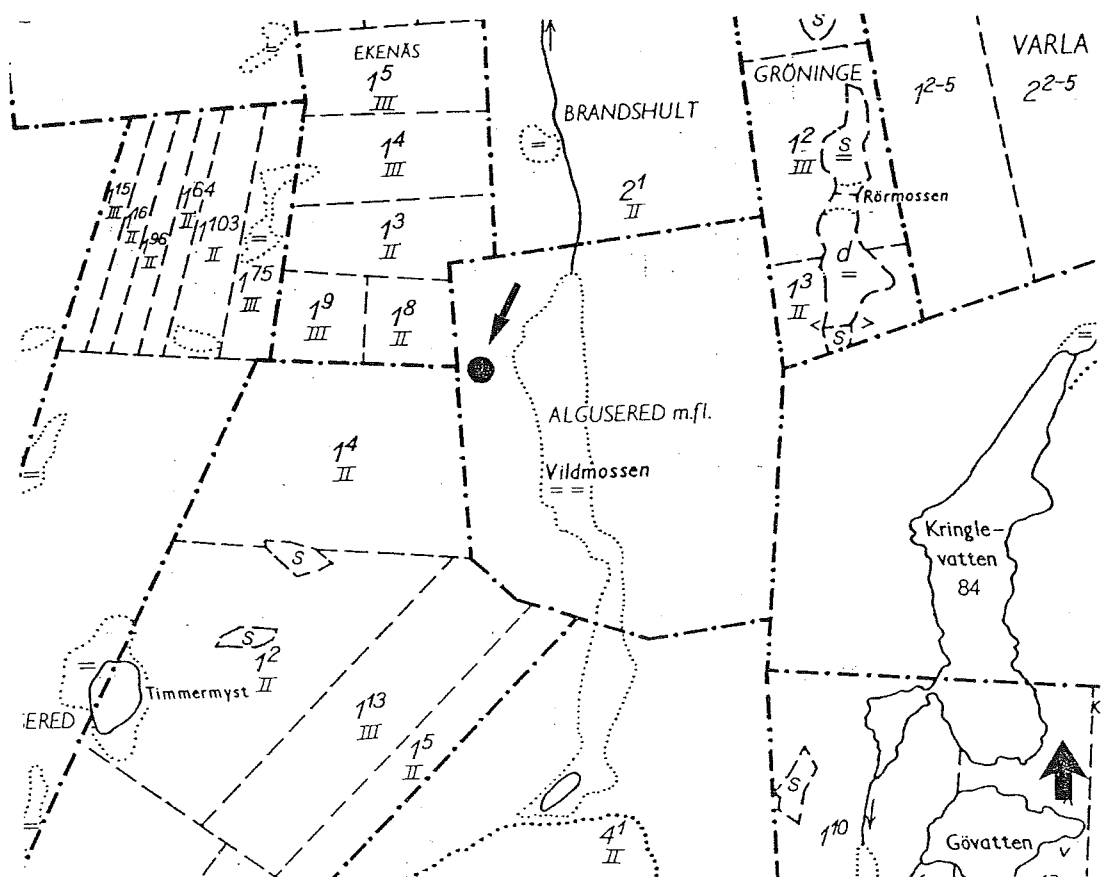 EKENÄS
1⁵
III
S
VARLA
GRÖNINGE
1²⁻⁵
2²⁻⁵
BRANDSHULT
1⁴
III
1²
III
S
1¹⁵
III
1¹⁶
II
1⁹⁶
II
1⁶⁴
II
1¹⁰³
II
2¹
II
Rörmossen
1³
II
d
1⁷⁵
III
1⁹
III
1⁸
II
1³
II
S
ALGUSERED m.fl.
1⁴
II
Vildmossen
Kringle-
vatten
84
S
S
1²
II
Timmermyst
ERED
1¹³
III
1⁵
II
K
S
1¹⁰
4¹
II
Gövatten
v